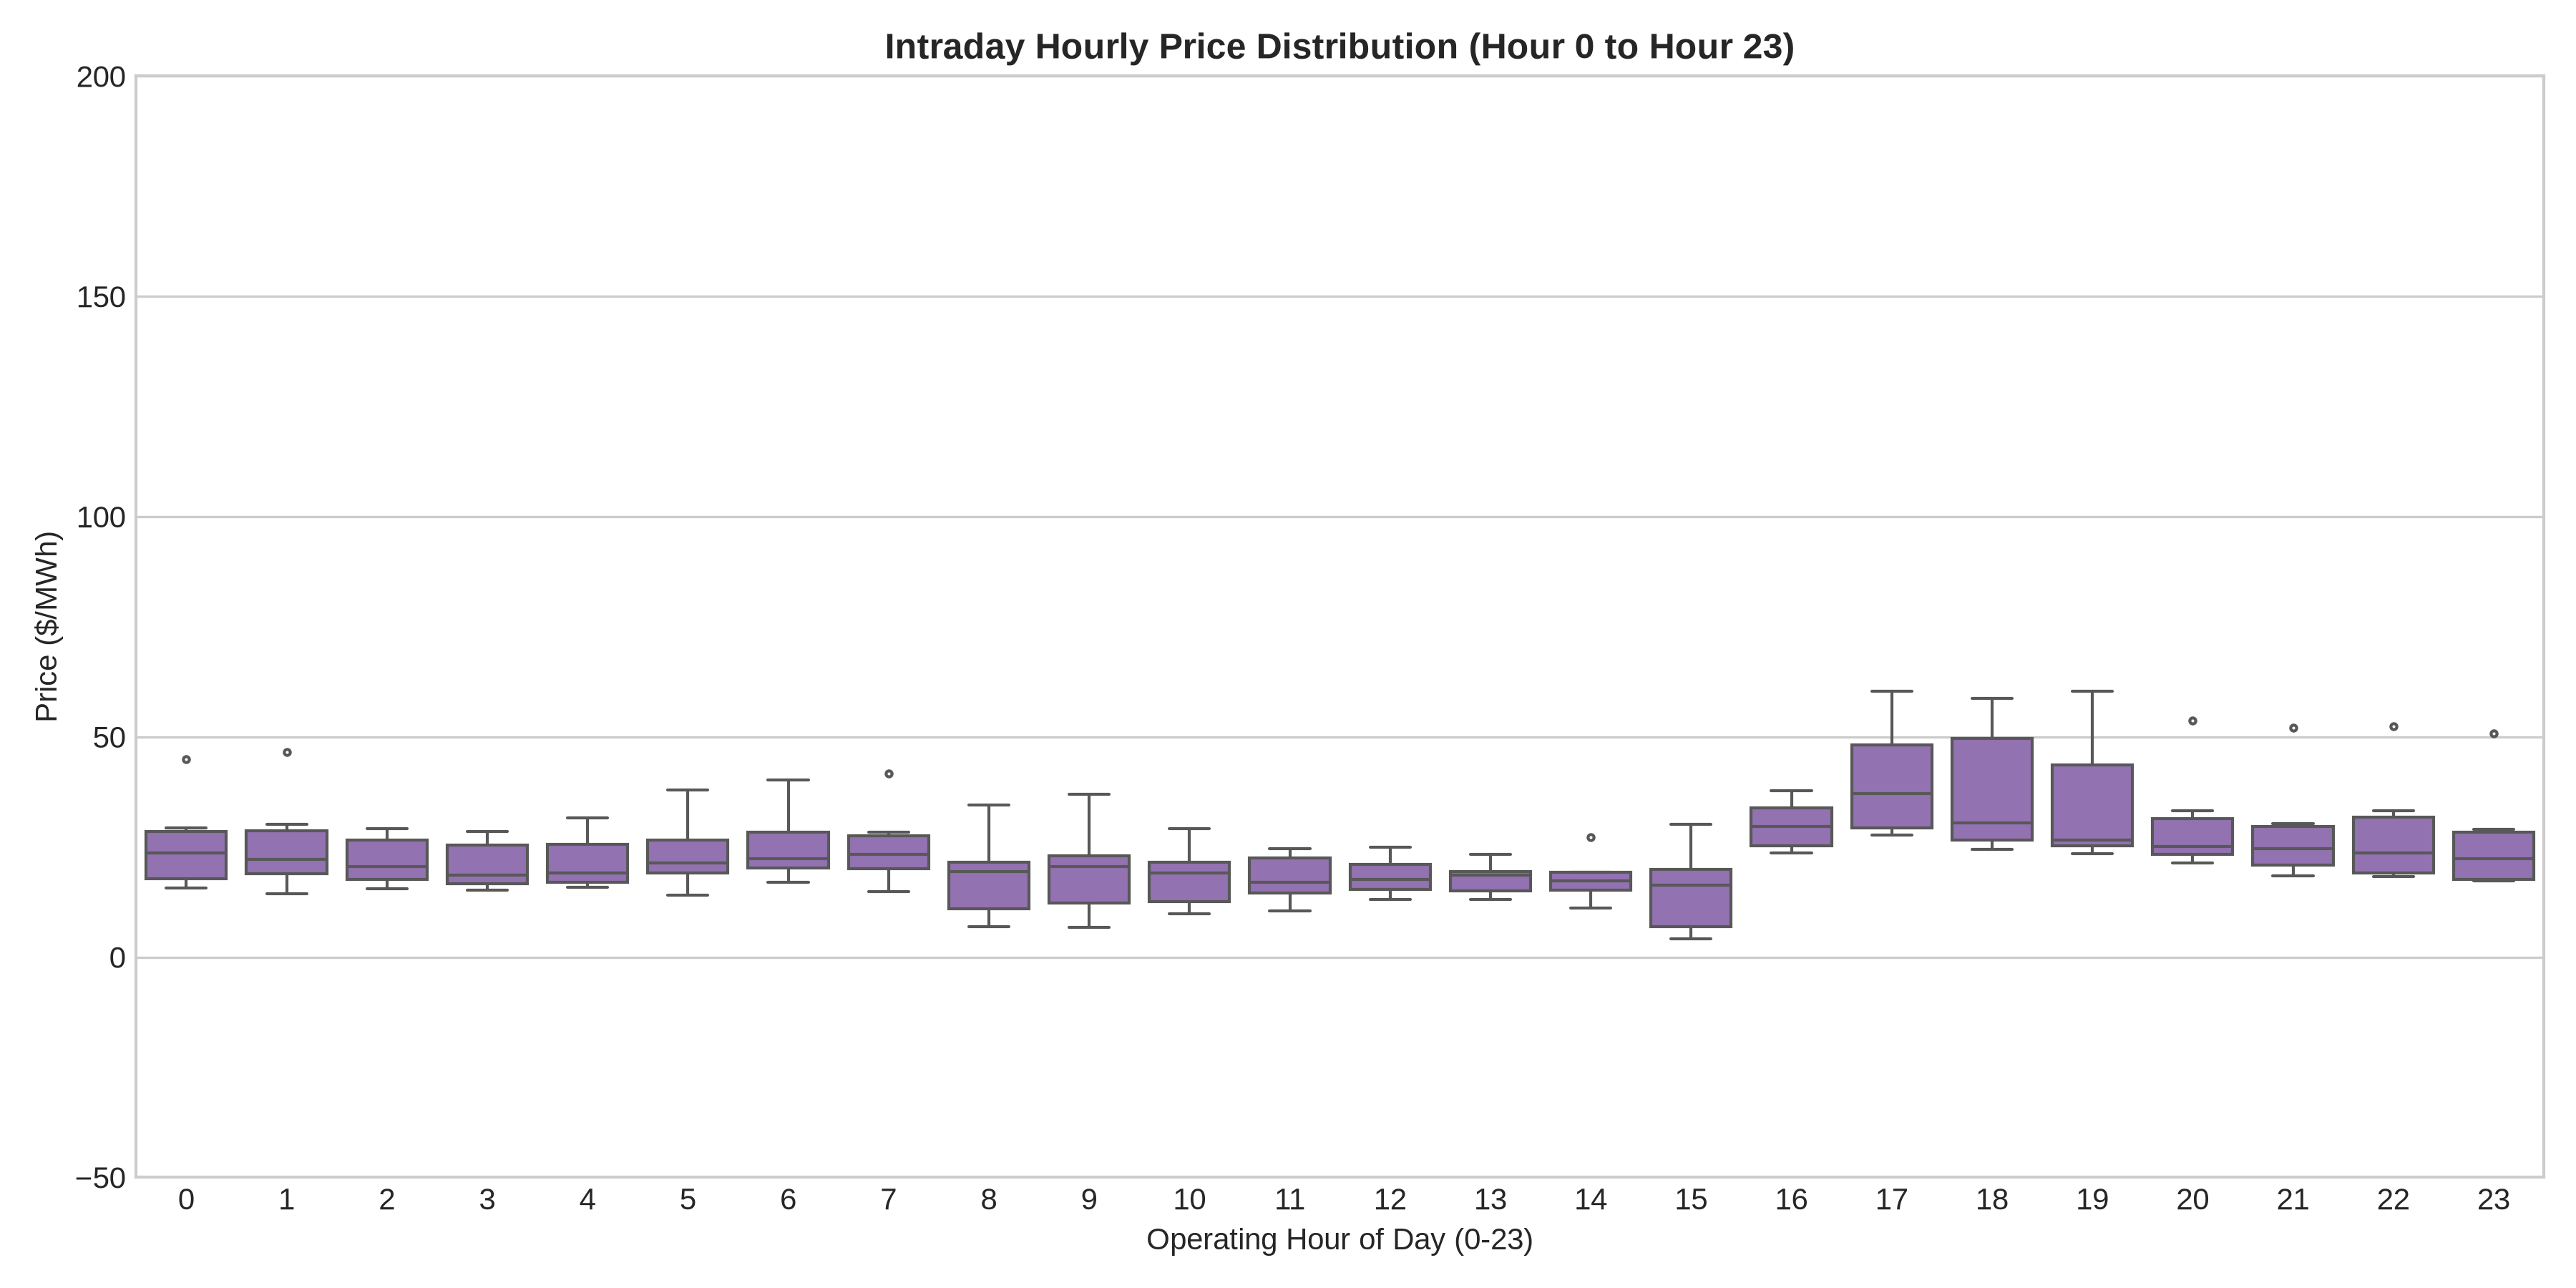 Intraday Hourly Price Distribution (Hour 0 to Hour 23)
200
150
100
50
0
−50
Price ($/MWh)
0 1 2 3 4 5 6 7 8 9 10 11 12 13 14 15 16 17 18 19 20 21 22 23
Operating Hour of Day (0-23)